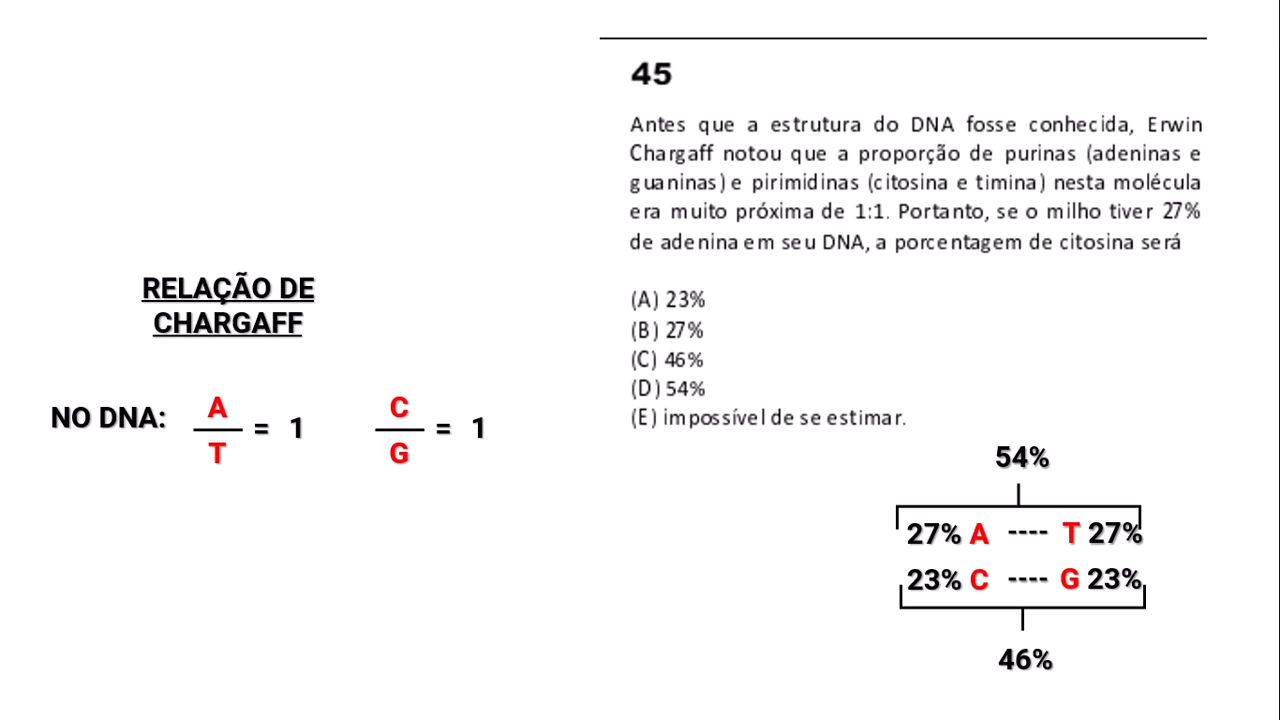 45
Antes que a estrutura do DNA fosse conhecida, Erwin
Chargaff notou que a proporção de purinas (adeninas e
guaninas) e pirimidinas (citosina e timina) nesta molécula
era muito próxima de 1:1. Portanto, se o milho tiver 27%
de adenina em seu DNA, a porcentagem de citosina será
(A) 23%
(B) 27%
(C) 46%
(D) 54%
(E) impossível de se estimar.
RELAÇÃO DE
CHARGAFF
NO DNA: A/T = 1 C/G = 1
54%
27% A ---- T 27%
23% C ---- G 23%
46%